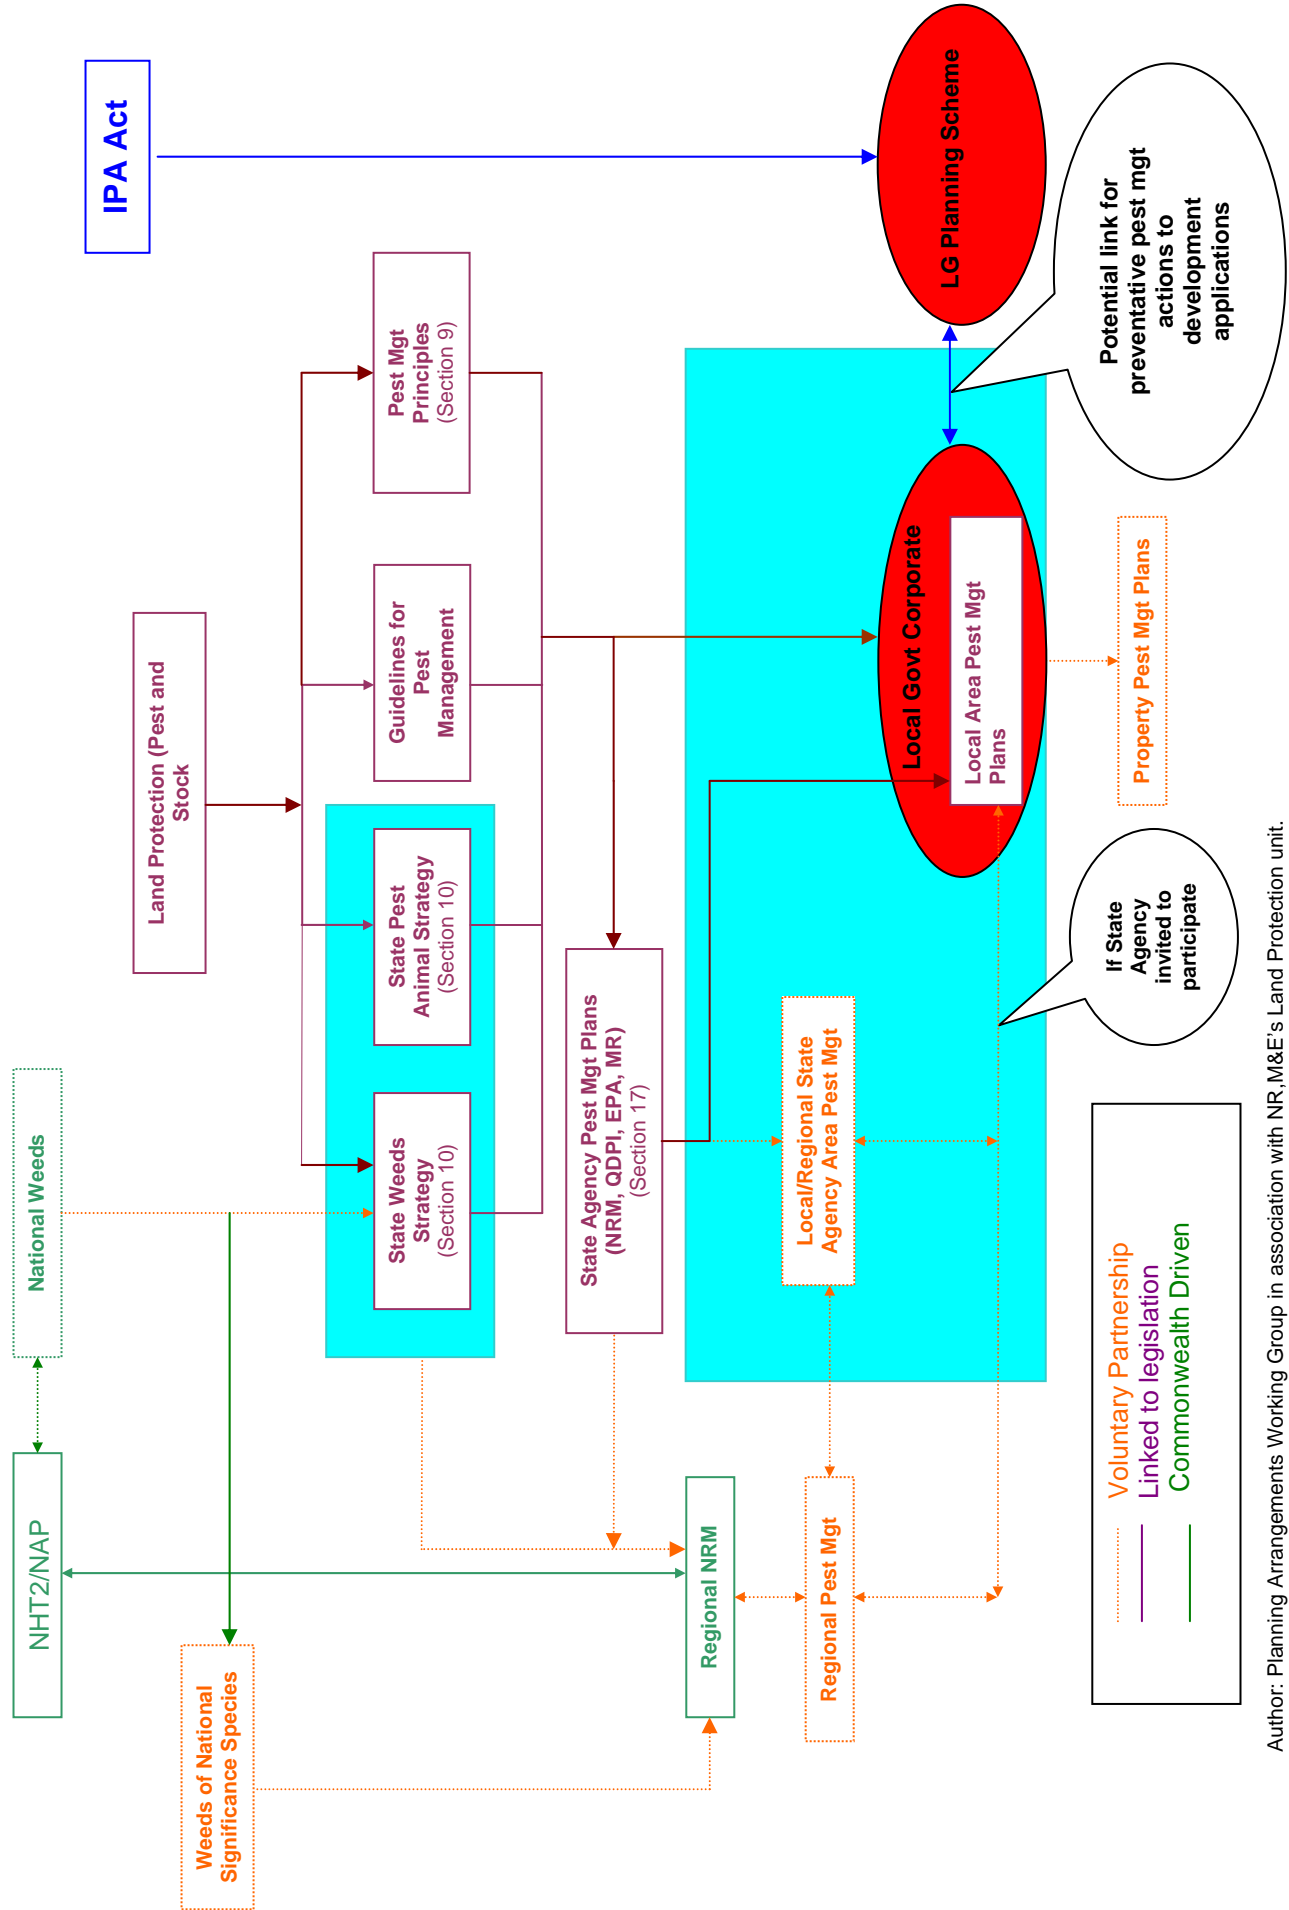 NHT2/NAP
National Weeds
IPA Act
Land Protection (Pest and
Stock
Weeds of National
Significance Species
State Weeds
Strategy
(Section 10)
State Pest
Animal Strategy
(Section 10)
Guidelines for
Pest
Management
Pest Mgt
Principles
(Section 9)
State Agency Pest Mgt Plans
(NRM, QDPI, EPA, MR)
(Section 17)
Regional NRM
Regional Pest Mgt
Local/Regional State
Agency Area Pest Mgt
Local Govt Corporate
Local Area Pest Mgt
Plans
LG Planning Scheme
Potential link for
preventative pest mgt
actions to
development
applications
If State
Agency
invited to
participate
Property Pest Mgt Plans
Voluntary Partnership
Linked to legislation
Commonwealth Driven
Author: Planning Arrangements Working Group in association with NR,M&E's Land Protection unit.